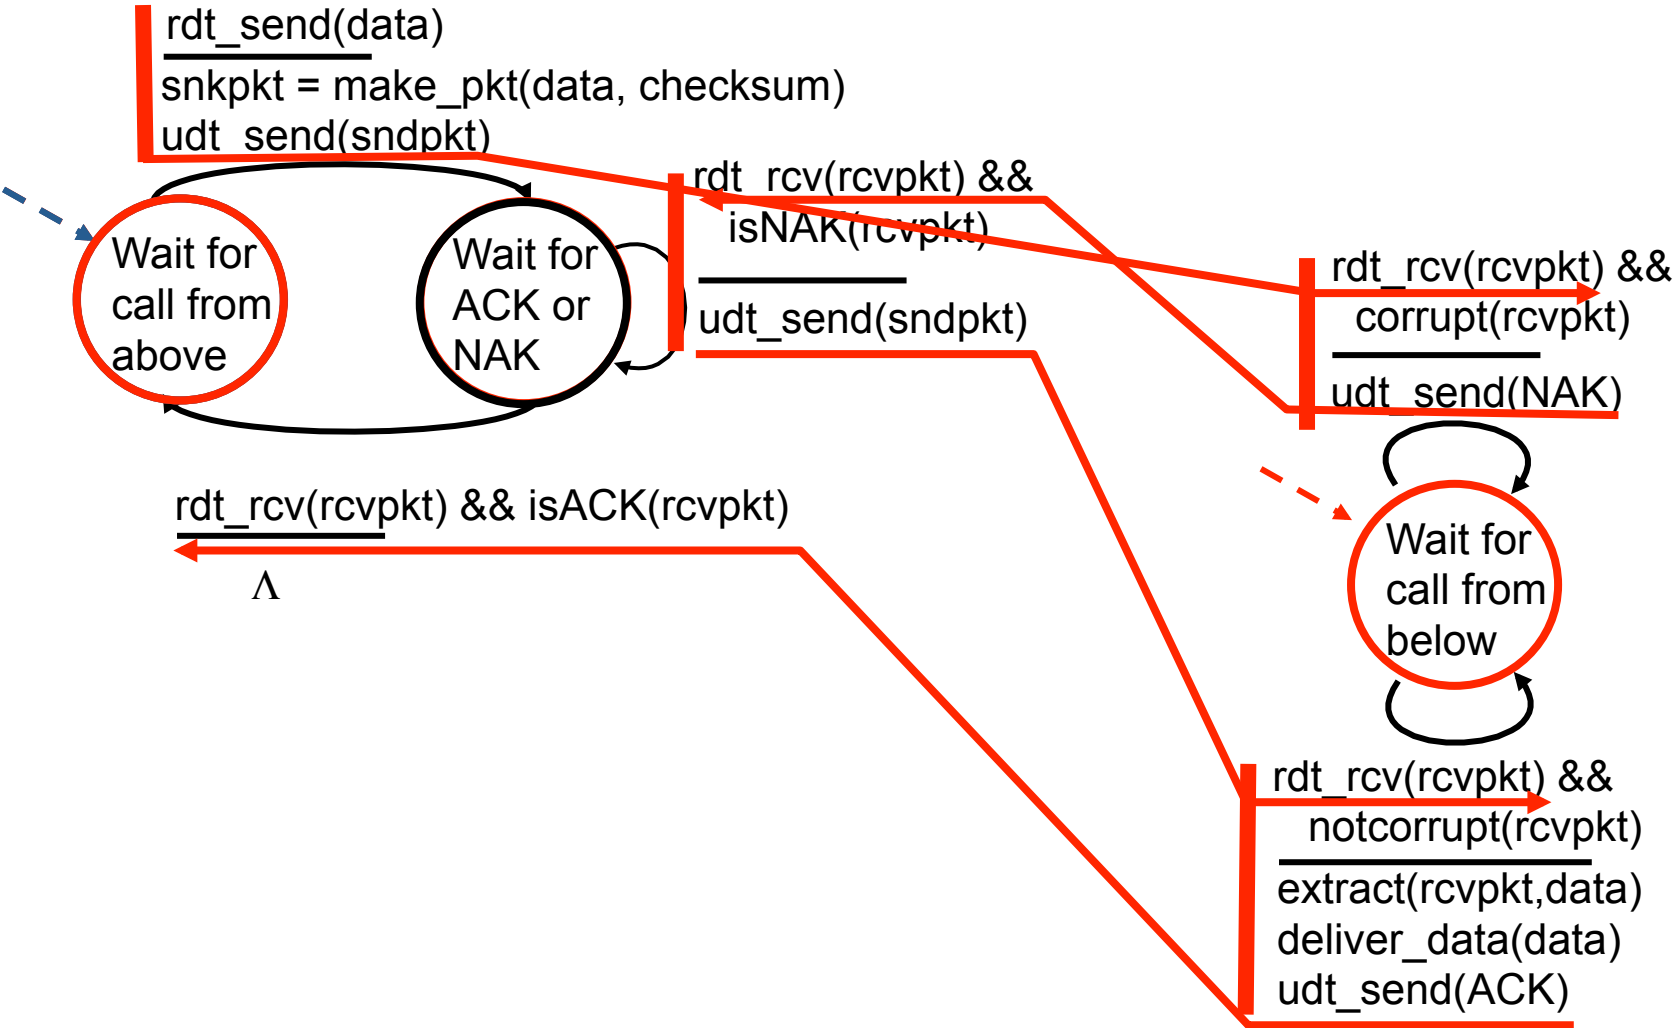 rdt_send(data)
snkpkt = make_pkt(data, checksum)
udt_send(sndpkt)
rdt_rcv(rcvpkt) &&
isNAK(rcvpkt)
udt_send(sndpkt)
Wait for
call from
above
Wait for
ACK or
NAK
rdt_rcv(rcvpkt) && isACK(rcvpkt)
Λ
rdt_rcv(rcvpkt) &&
corrupt(rcvpkt)
udt_send(NAK)
Wait for
call from
below
rdt_rcv(rcvpkt) &&
notcorrupt(rcvpkt)
extract(rcvpkt,data)
deliver_data(data)
udt_send(ACK)